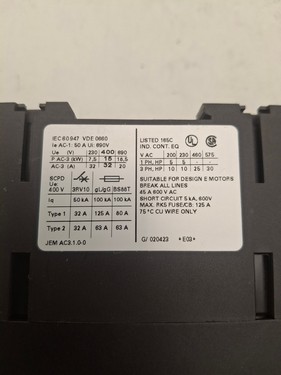 IEC 60 947 VDE 0660
Ie AC-1: 50 A Ui: 690V
Ue (V) 230 400 690
P AC-3 (kW) 7,5 15 18,5
AC-3 (A) 32 32 20
SCPD
Ue: 400 V 3RV10 gL/gG BS88T
Iq 50 kA 100 kA 100 kA
Type 1 32 A 125 A 80 A
Type 2 32 A 63 A 63 A
JEM AC3.1.0-0
LISTED 165C
IND. CONT. EQ
UL
V AC 200 230 460 575
1 PH. HP 5 5 - -
3 PH. HP 10 10 25 30
SUITABLE FOR DESIGN E MOTORS
BREAK ALL LINES
45 A 600 V AC
SHORT CIRCUIT 5 kA, 600V
MAX. RK5 FUSE/CB: 125 A
75 °C CU WIRE ONLY
G/ 020423 * E03 *